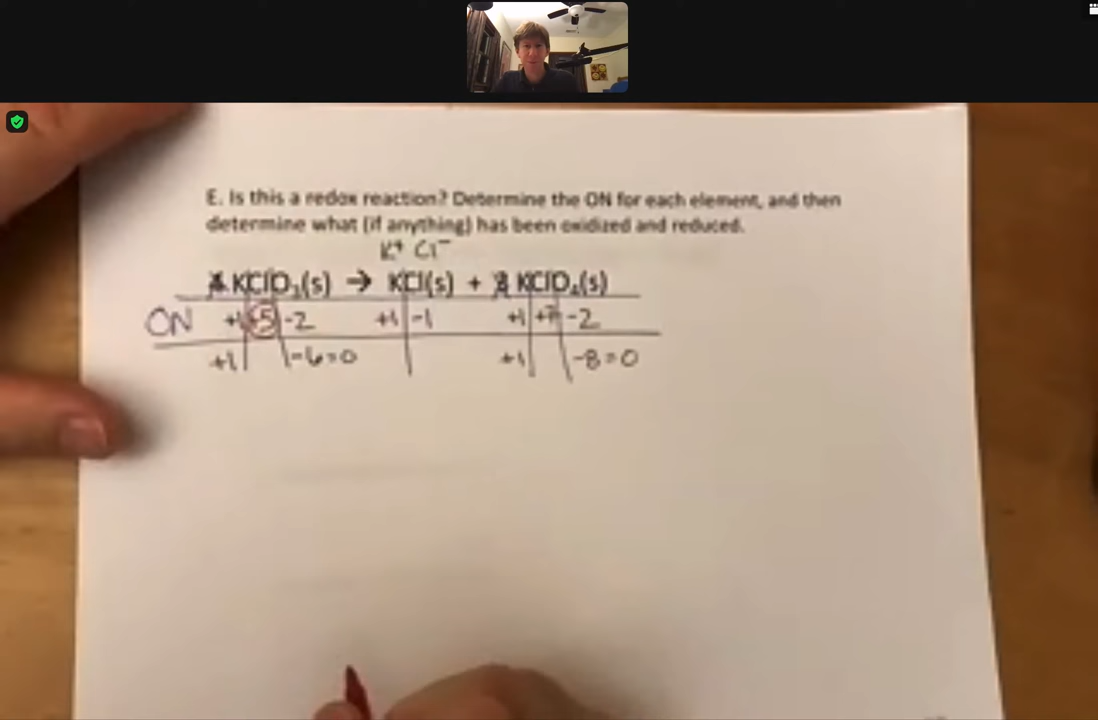 E. Is this a redox reaction? Determine the ON for each element, and then
determine what (if anything) has been oxidized and reduced.
K⁺ Cl⁻
4 KClO₃(s) → KCl(s) + 3 KClO₄(s)
ON +1 +5 -2 +1 -1 +1 +7 -2
+1 -6=0 +1 -8=0